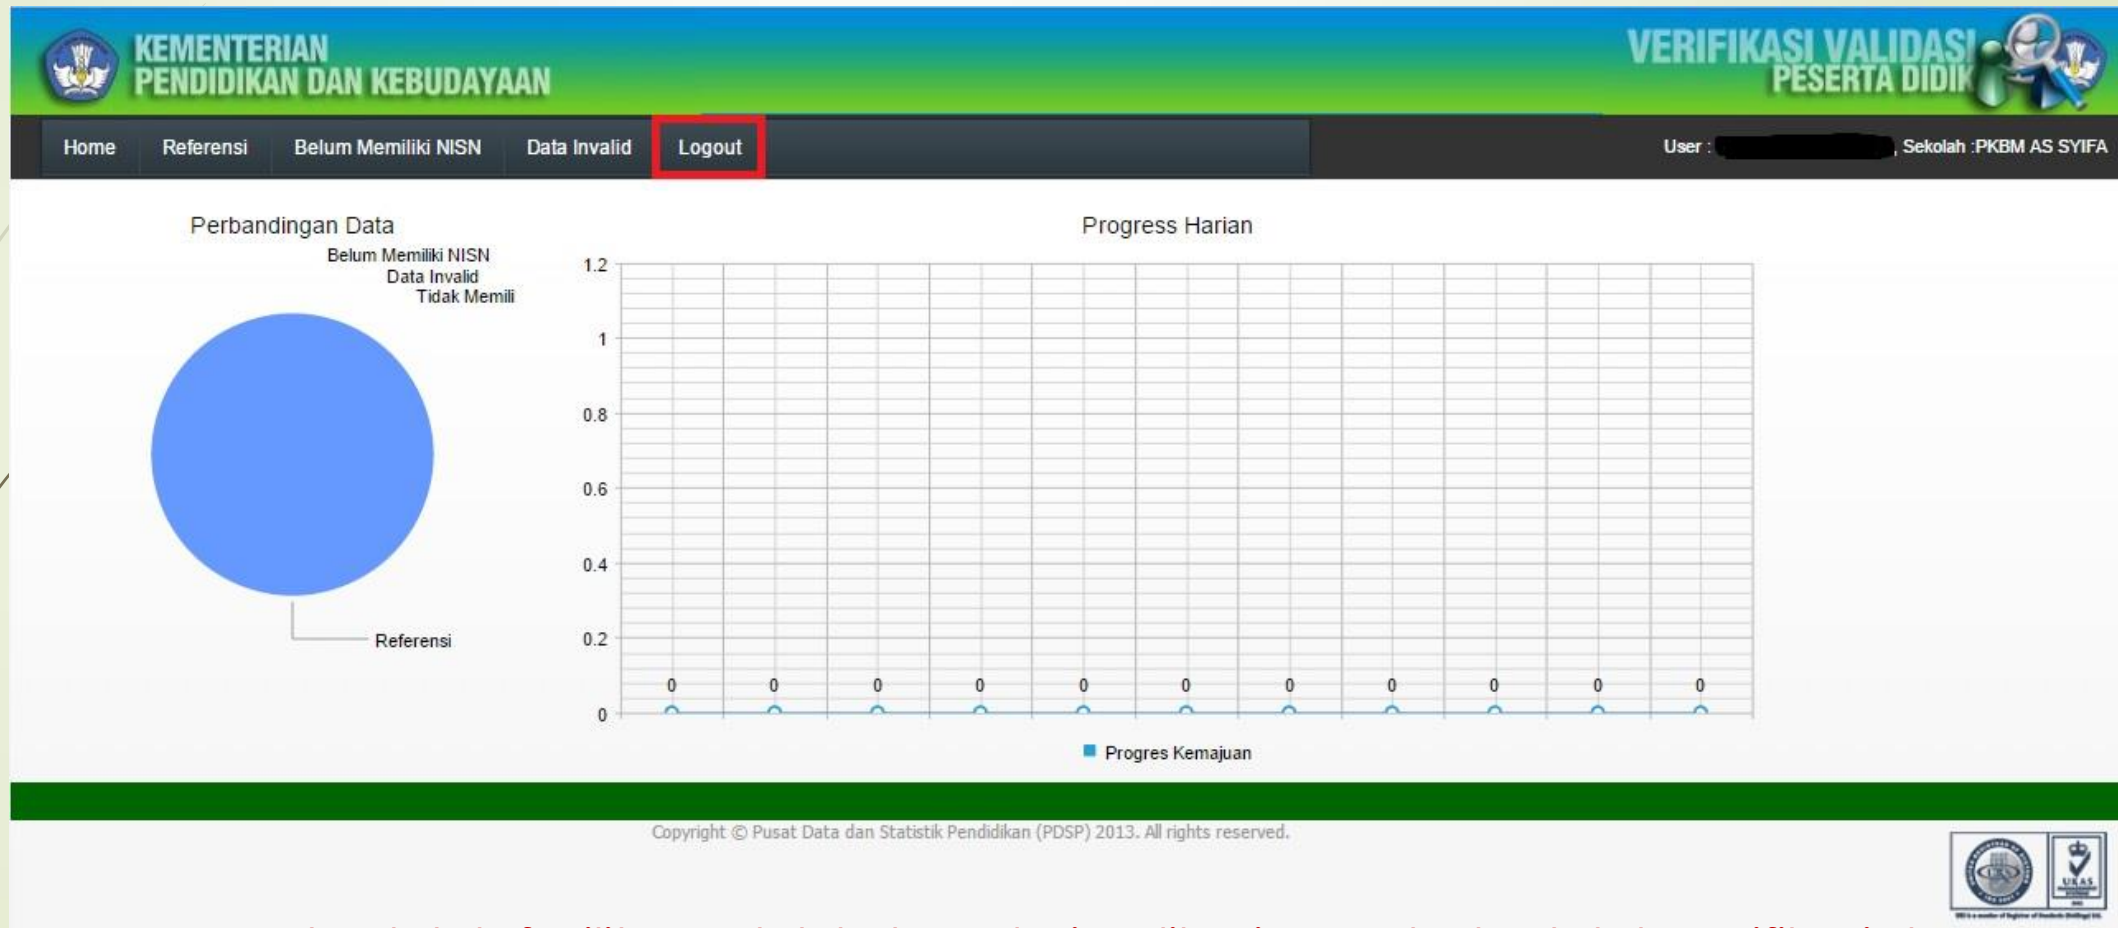 KEMENTERIAN
PENDIDIKAN DAN KEBUDAYAAN
VERIFIKASI VALIDASI
PESERTA DIDIK
Home Referensi Belum Memiliki NISN Data Invalid Logout
User : , Sekolah :PKBM AS SYIFA
Perbandingan Data
Belum Memiliki NISN
Data Invalid
Tidak Memili
Referensi
Progress Harian
1.2
1
0.8
0.6
0.4
0.2
0
0 0 0 0 0 0 0 0 0 0 0
Progres Kemajuan
Copyright © Pusat Data dan Statistik Pendidikan (PDSP) 2013. All rights reserved.
UKAS